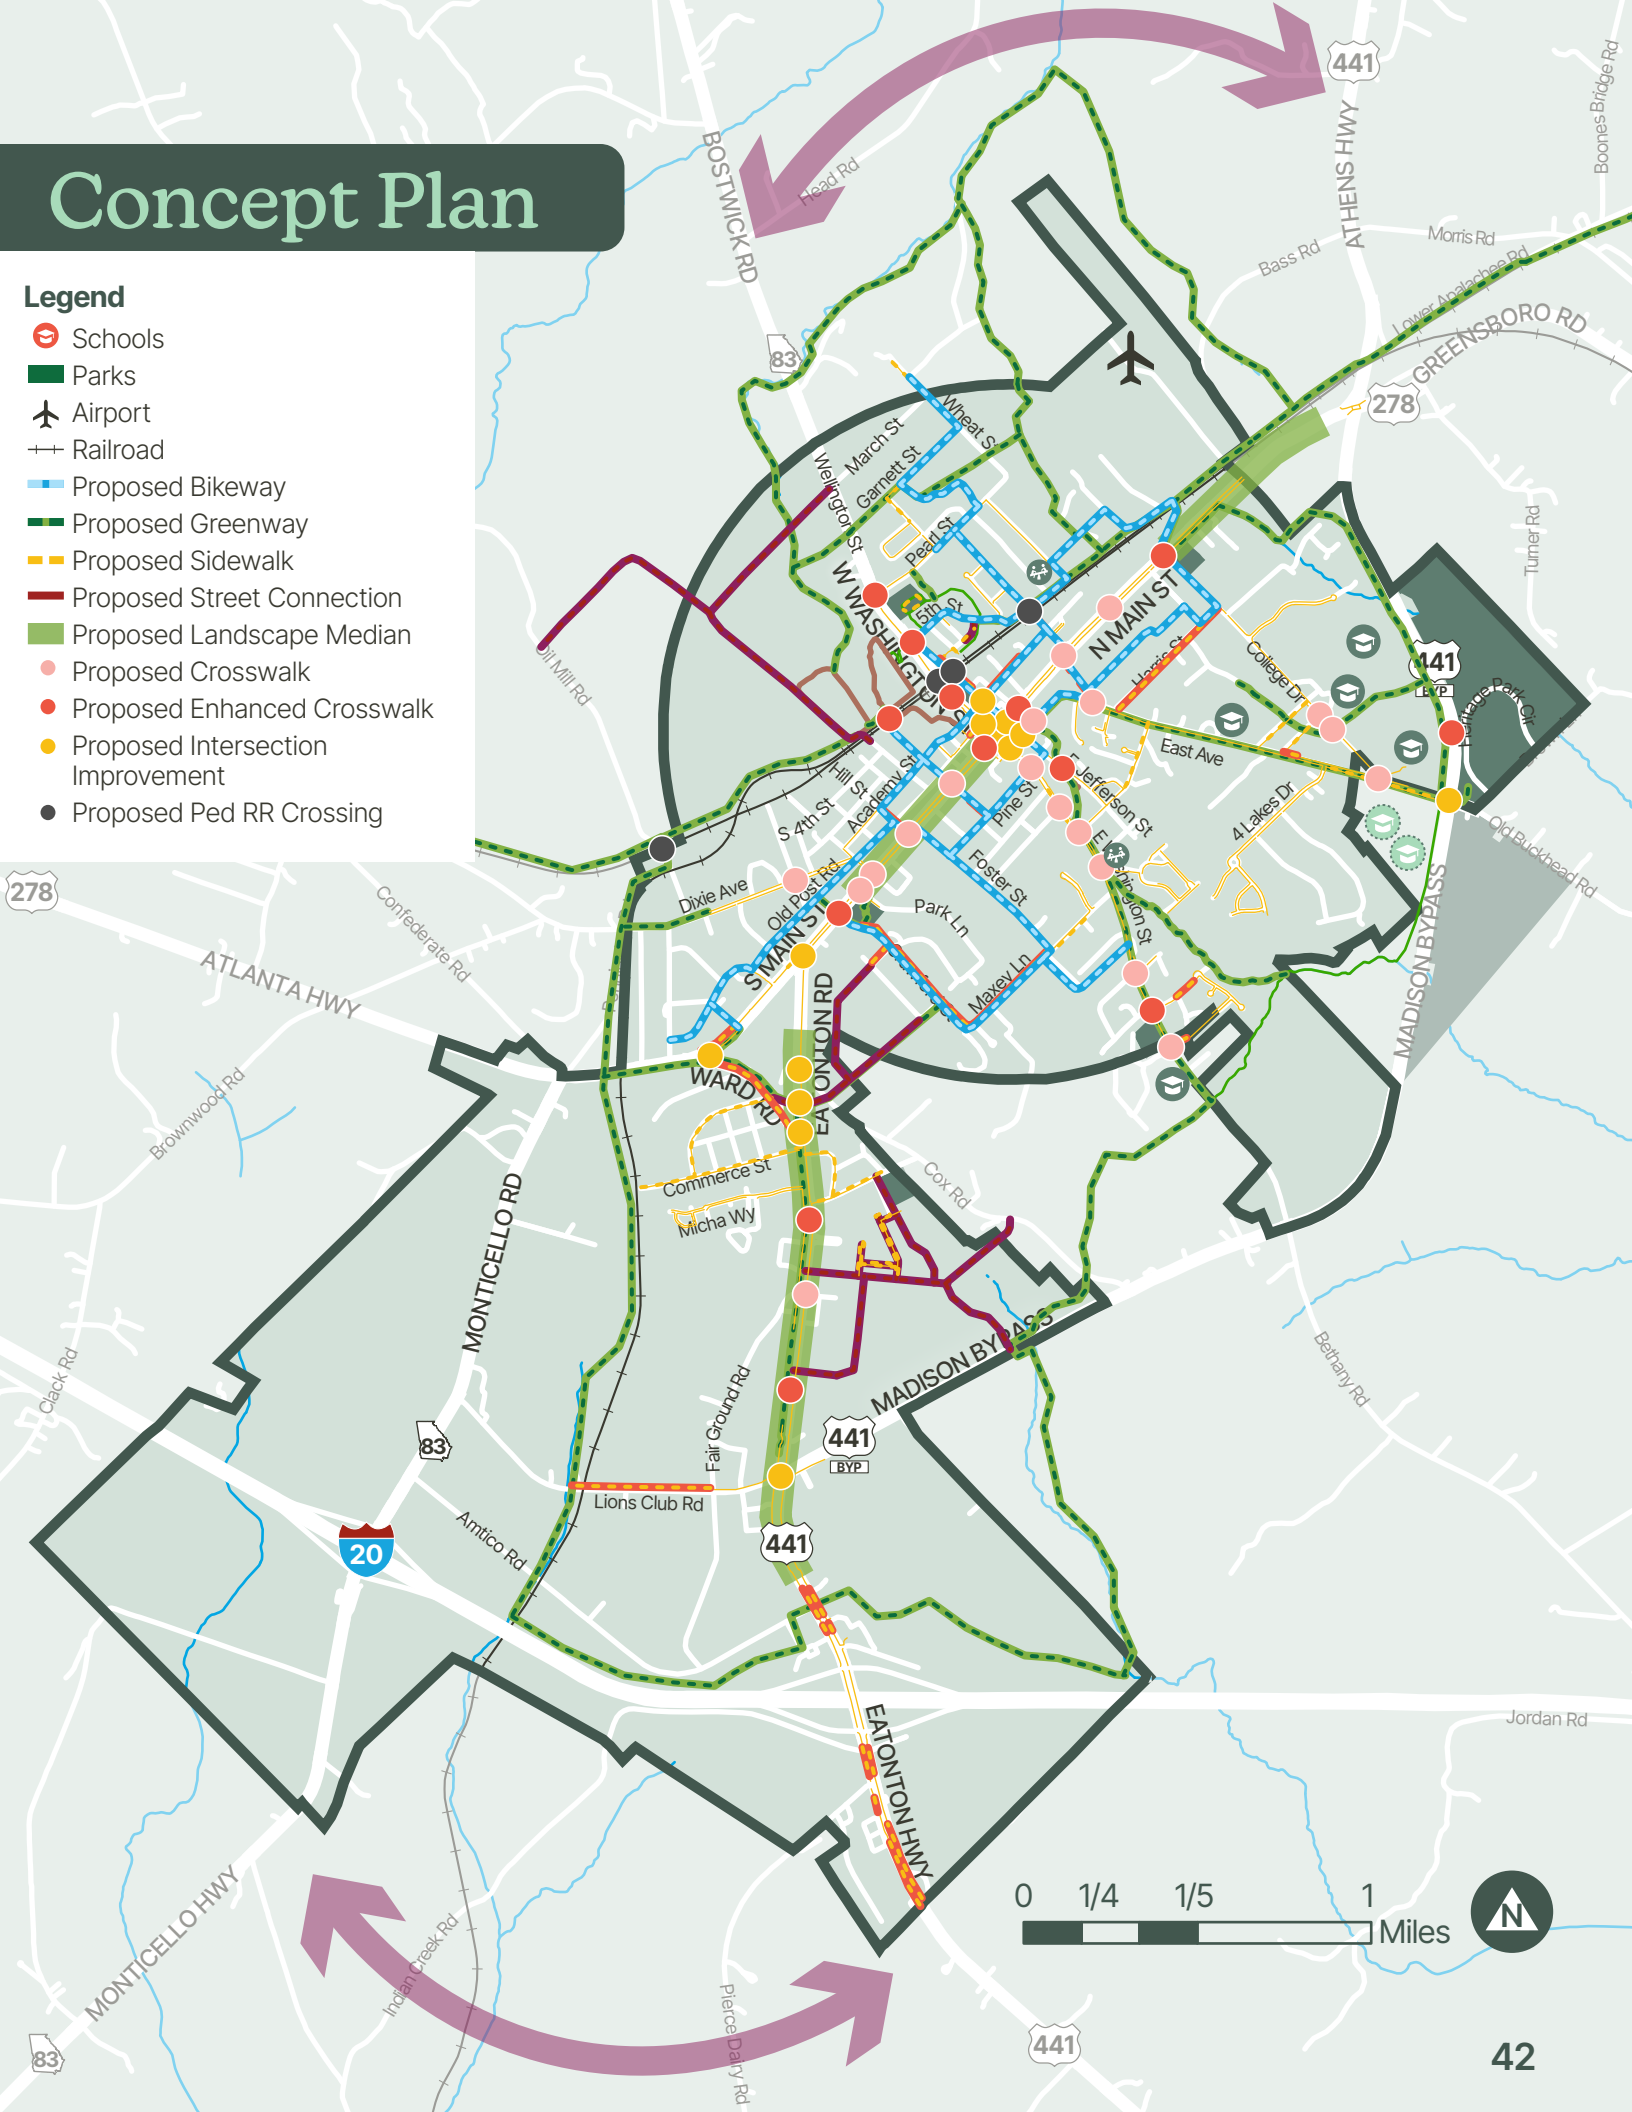 441
Boones Bridge Rd
BOSTWICK RD
ATHENS HWY
Head Rd
Concept Plan
Morris Rd
Bass Rd
Lower Apalachee Rd
GREENSBORO RD
Legend
Schools
Parks
Airport
Railroad
Proposed Bikeway
Proposed Greenway
Proposed Sidewalk
Proposed Street Connection
Proposed Landscape Median
Proposed Crosswalk
Proposed Enhanced Crosswalk
Proposed Intersection
Improvement
Proposed Ped RR Crossing
83
278
Wheat St
March St
Garnett St
Wellington St
Pearl St
Turner Rd
5th St
W WASHINGTON
N MAIN ST
Harris St
College Dr
441
BYP
Heritage Park Cir
Oil Mill Rd
East Ave
Hill St
Academy St
S 4th St
Pine St
E Jefferson St
4 Lakes Dr
Old Buckhead Rd
278
Confederate Rd
Dixie Ave
Old Post Rd
Foster St
Park Ln
S MAIN ST
Maxey Ln
MADISON BYPASS
ATLANTA HWY
EATONTON RD
WARD RD
Brownwood Rd
Commerce St
Micha Wy
Cox Rd
MONTICELLO RD
MADISON BYPASS
Bethany Rd
Clack Rd
Fair Ground Rd
83
441
BYP
Lions Club Rd
Amtico Rd
20
441
EATONTON HWY
Jordan Rd
MONTICELLO HWY
Indian Creek Rd
Pierce Dairy Rd
0 1/4 1/5 1
Miles
N
83
441
42